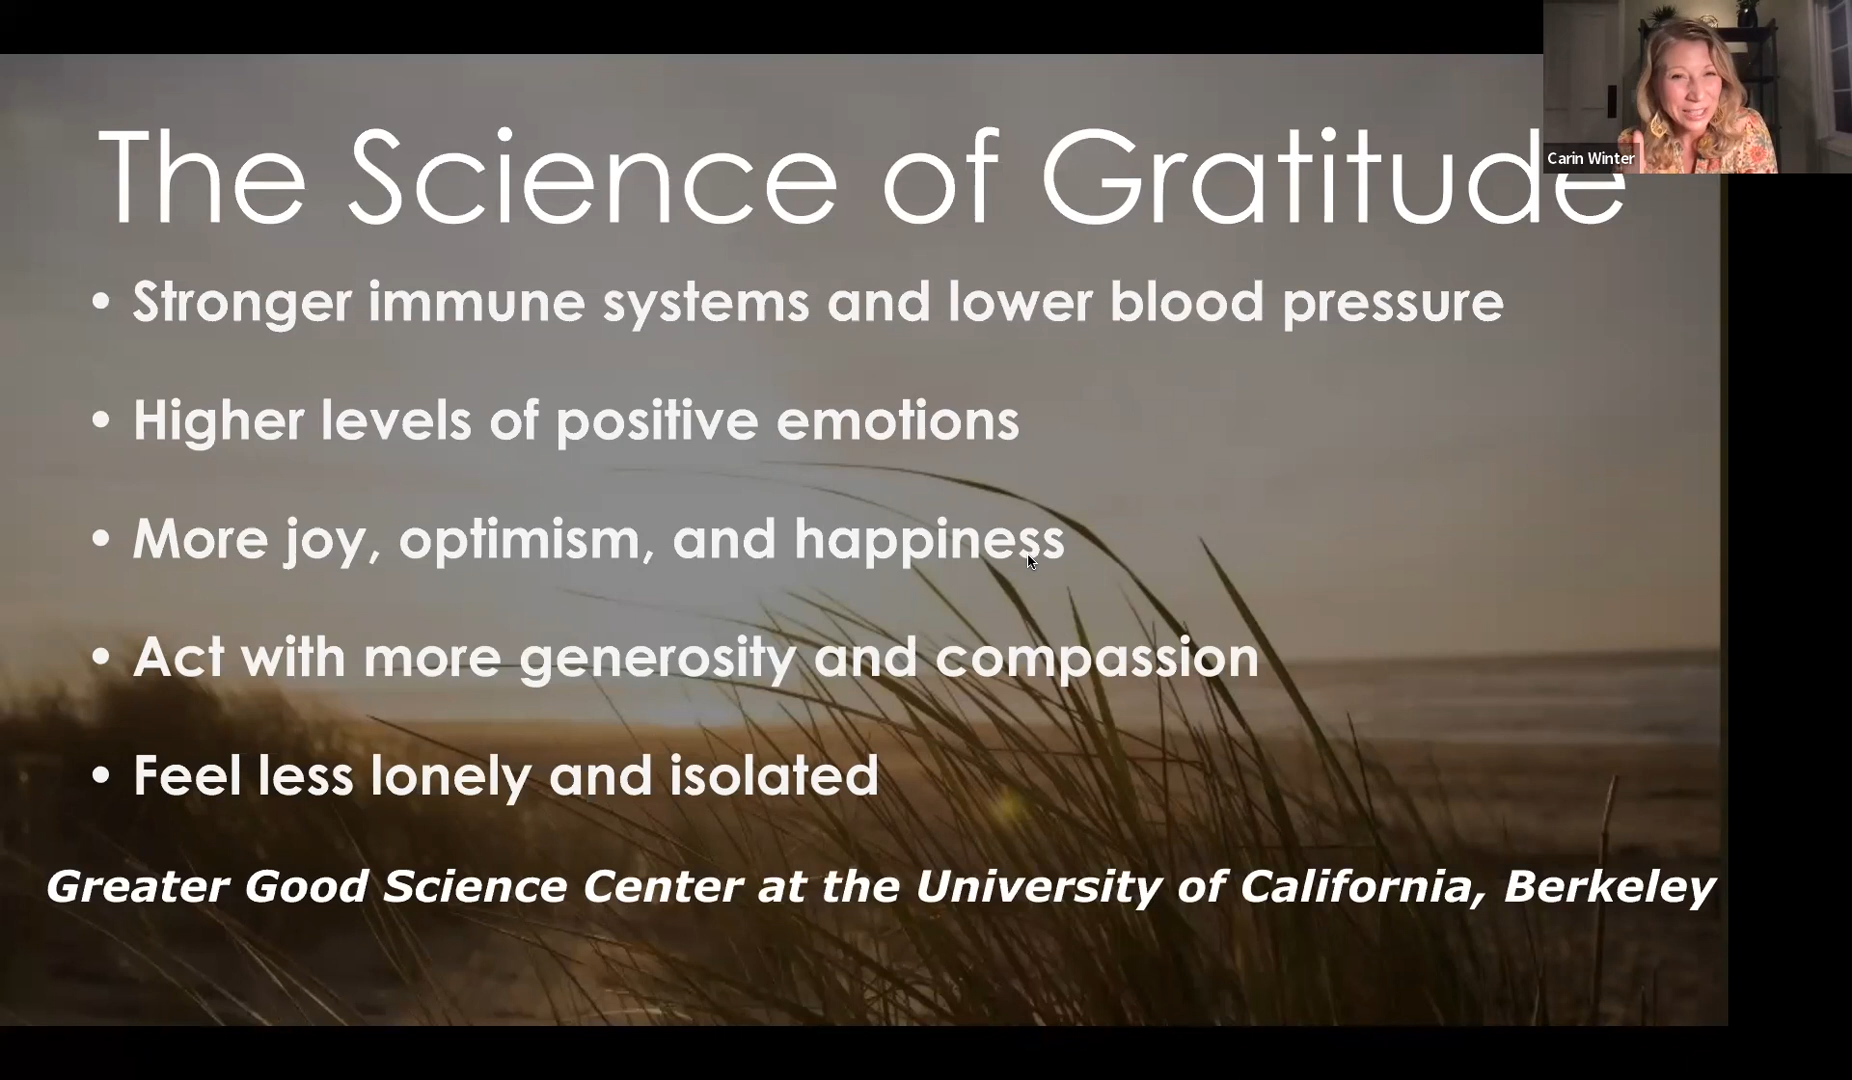 The Science of Gratitude
Carin Winter
• Stronger immune systems and lower blood pressure
• Higher levels of positive emotions
• More joy, optimism, and happiness
• Act with more generosity and compassion
• Feel less lonely and isolated
Greater Good Science Center at the University of California, Berkeley